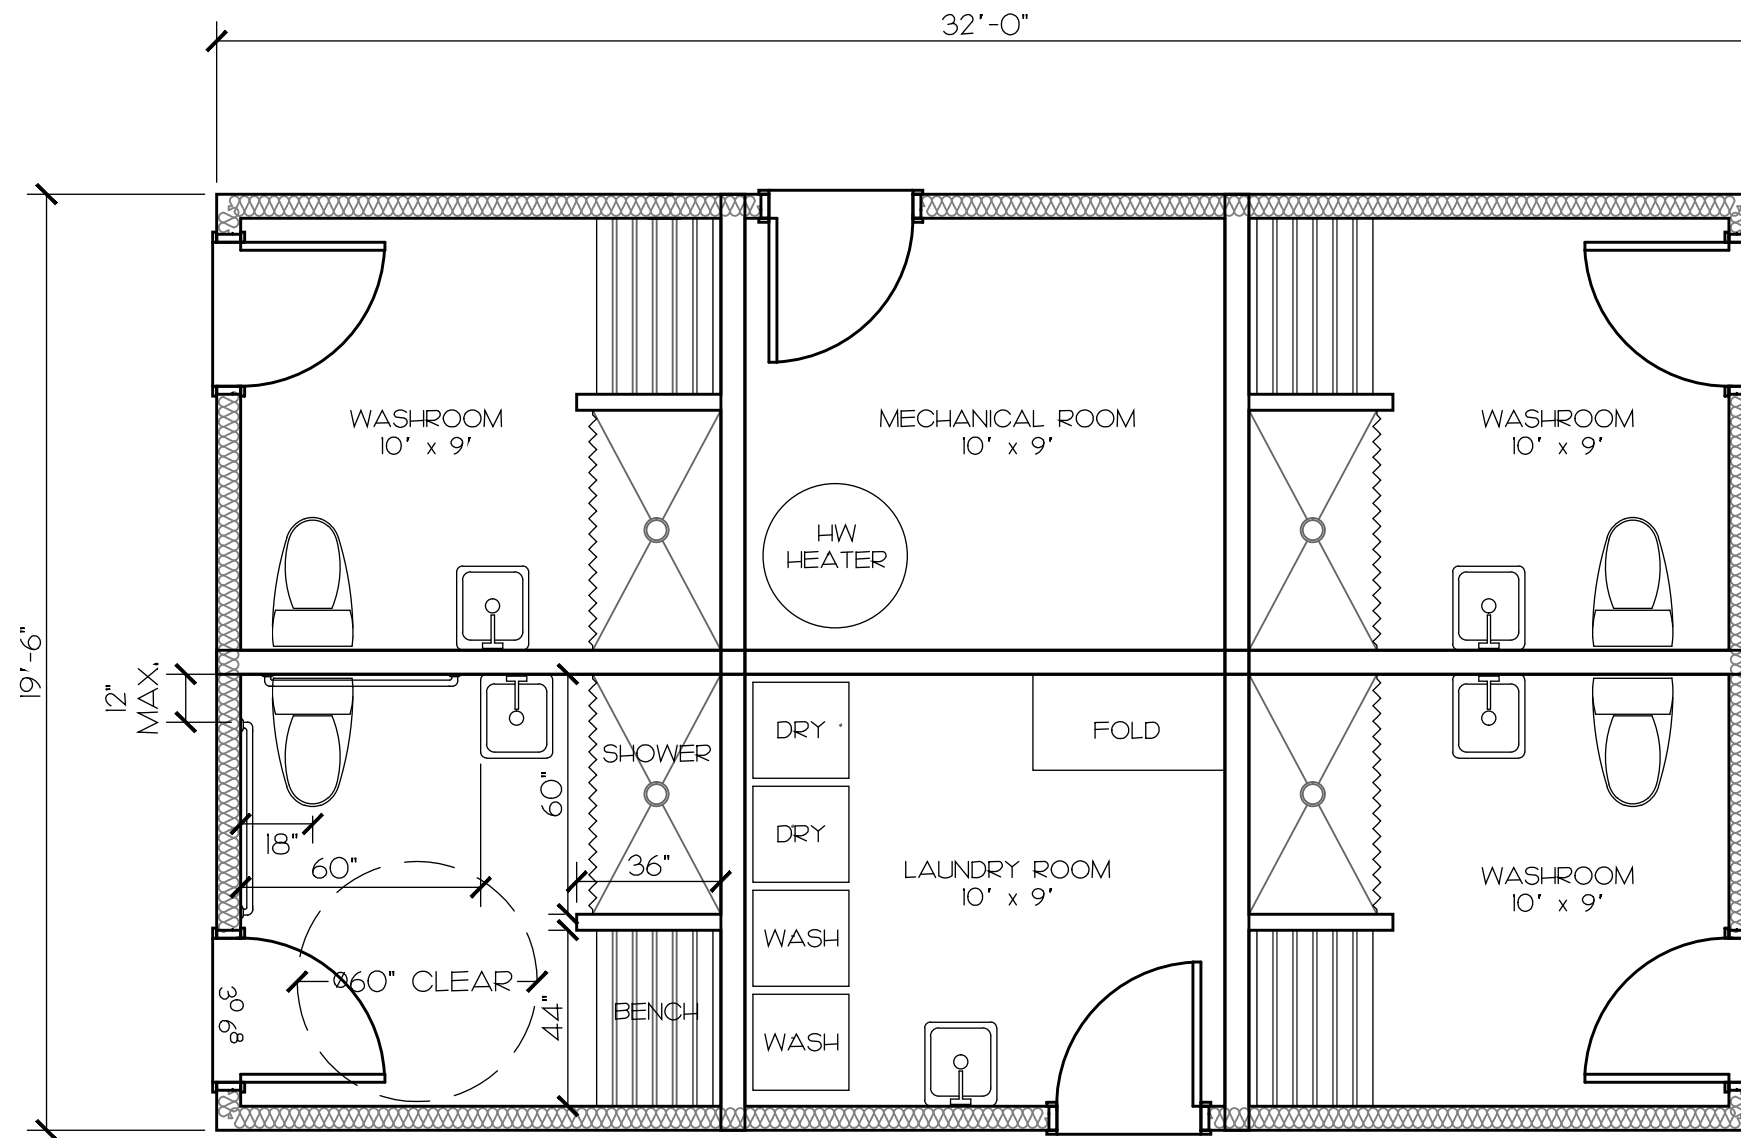 32'-0"
WASHROOM
10' x 9'
MECHANICAL ROOM
10' x 9'
WASHROOM
10' x 9'
HW
HEATER
19'-6"
12"
MAX.
DRY
FOLD
SHOWER
60"
18"
DRY
60"
36"
LAUNDRY ROOM
10' x 9'
WASHROOM
10' x 9'
WASH
Ø60" CLEAR
30 68
44"
BENCH
WASH